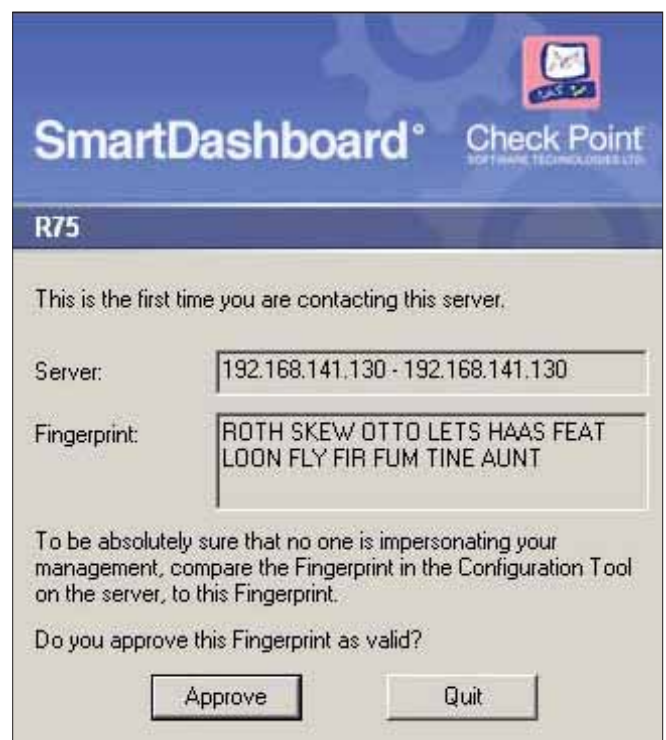 SmartDashboard°
Check Point
SOFTWARE TECHNOLOGIES LTD.
R75
This is the first time you are contacting this server.
Server:
192.168.141.130 - 192.168.141.130
Fingerprint:
ROTH SKEW OTTO LETS HAAS FEAT
LOON FLY FIR FUM TINE AUNT
To be absolutely sure that no one is impersonating your
management, compare the Fingerprint in the Configuration Tool
on the server, to this Fingerprint.
Do you approve this Fingerprint as valid?
Approve
Quit